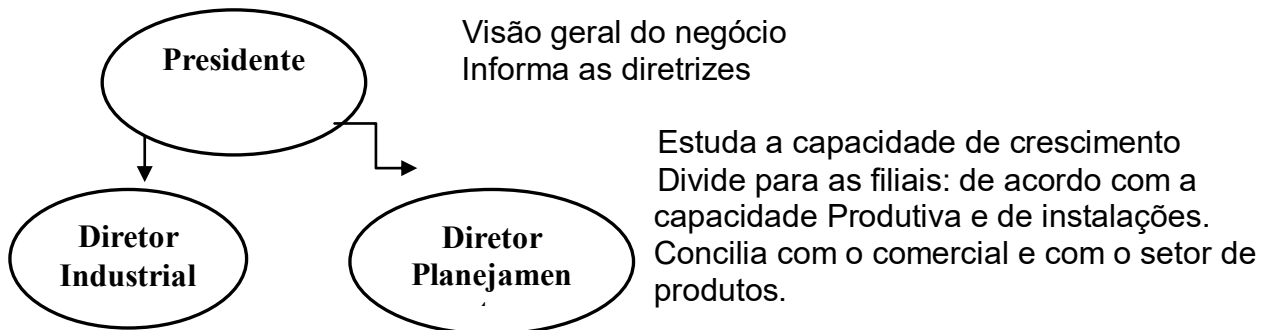 Presidente
Visão geral do negócio
Informa as diretrizes
Diretor
Industrial
Diretor
Planejamen
Estuda a capacidade de crescimento
Divide para as filiais: de acordo com a
capacidade Produtiva e de instalações.
Concilia com o comercial e com o setor de
produtos.